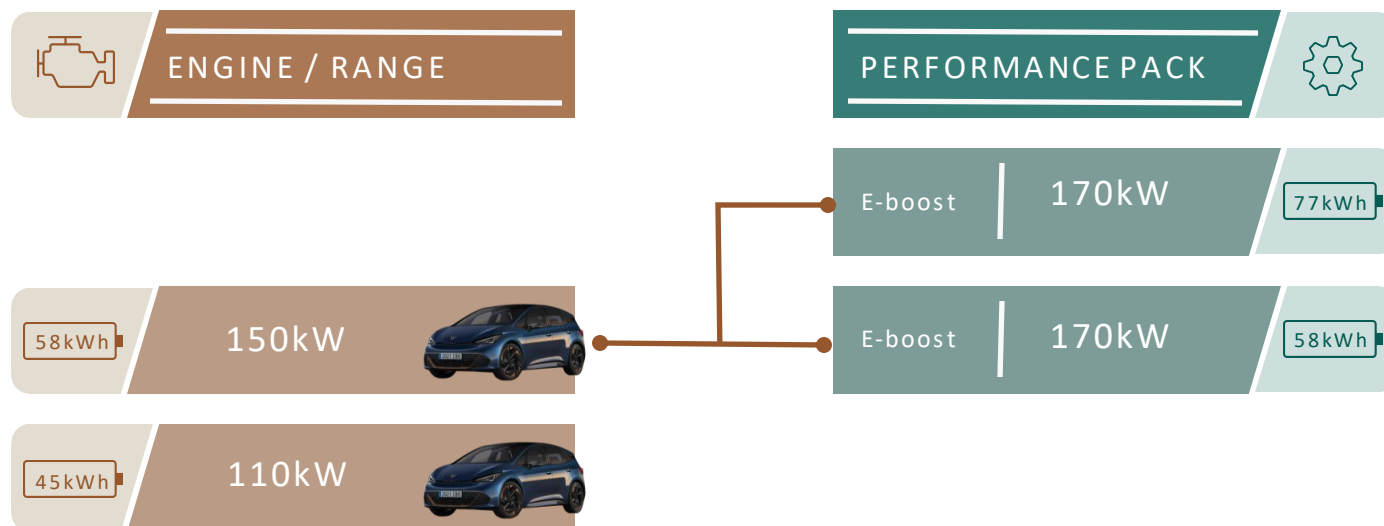 ENGINE / RANGE
PERFORMANCE PACK
E-boost
170kW
77kWh
58kWh
150kW
E-boost
170kW
58kWh
45kWh
110kW